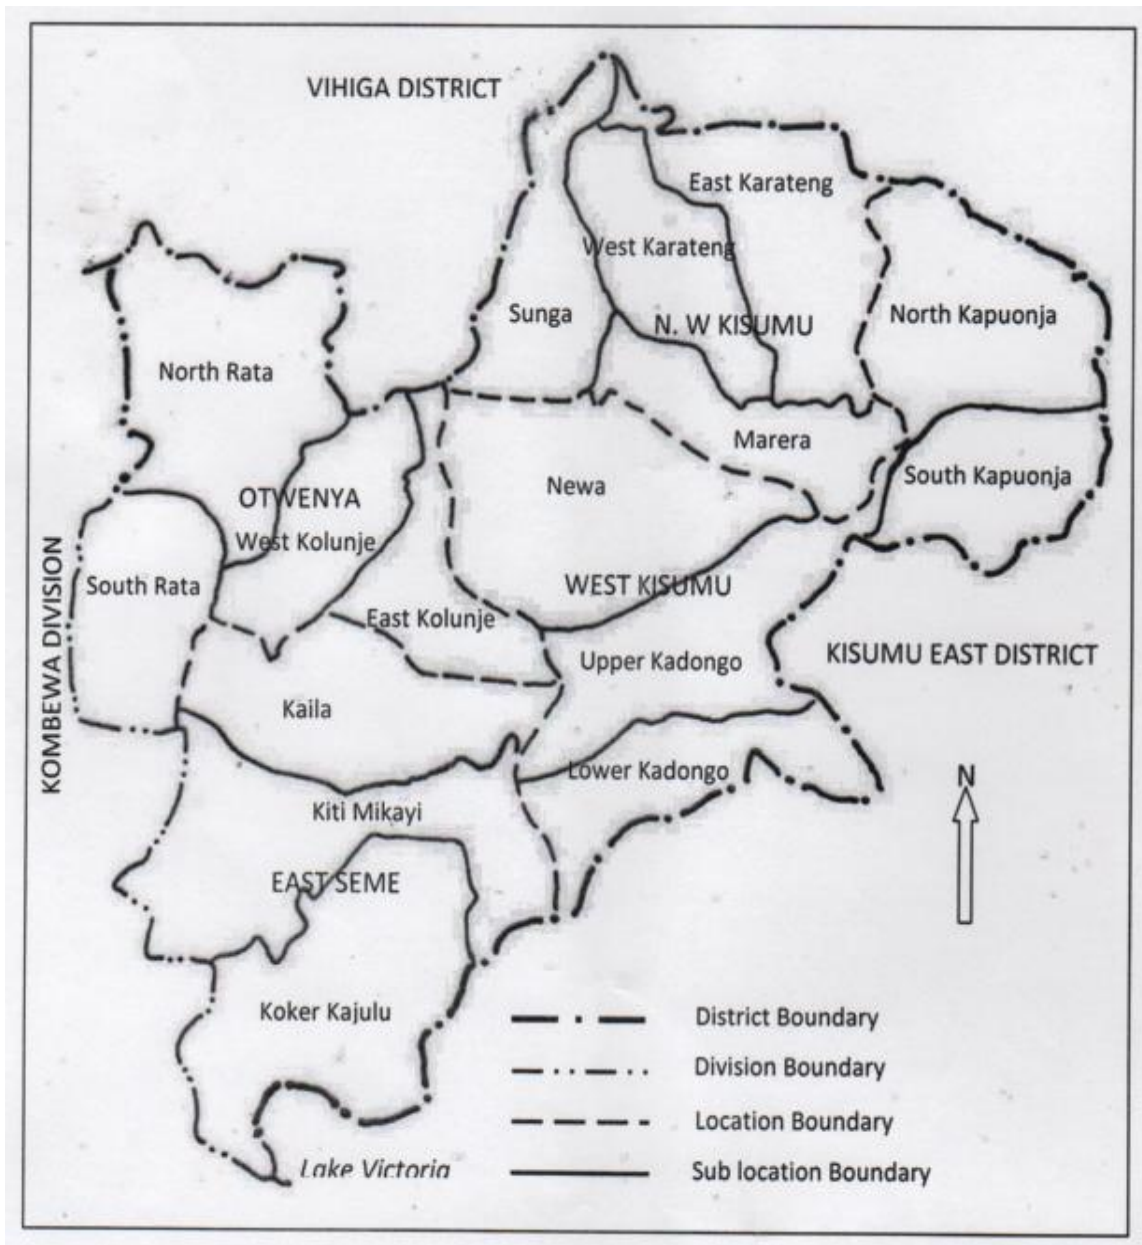 VIHIGA DISTRICT
East Karateng
West Karateng
Sunga
N. W KISUMU
North Kapuonja
North Rata
Marera
South Kapuonja
Newa
OTWENYA
West Kolunje
South Rata
WEST KISUMU
East Kolunje
KISUMU EAST DISTRICT
Upper Kadongo
KOMBEWA DIVISION
Kaila
Lower Kadongo
N
Kiti Mikayi
EAST SEME
Koker Kajulu
District Boundary
Division Boundary
Location Boundary
Sub location Boundary
Lake Victoria